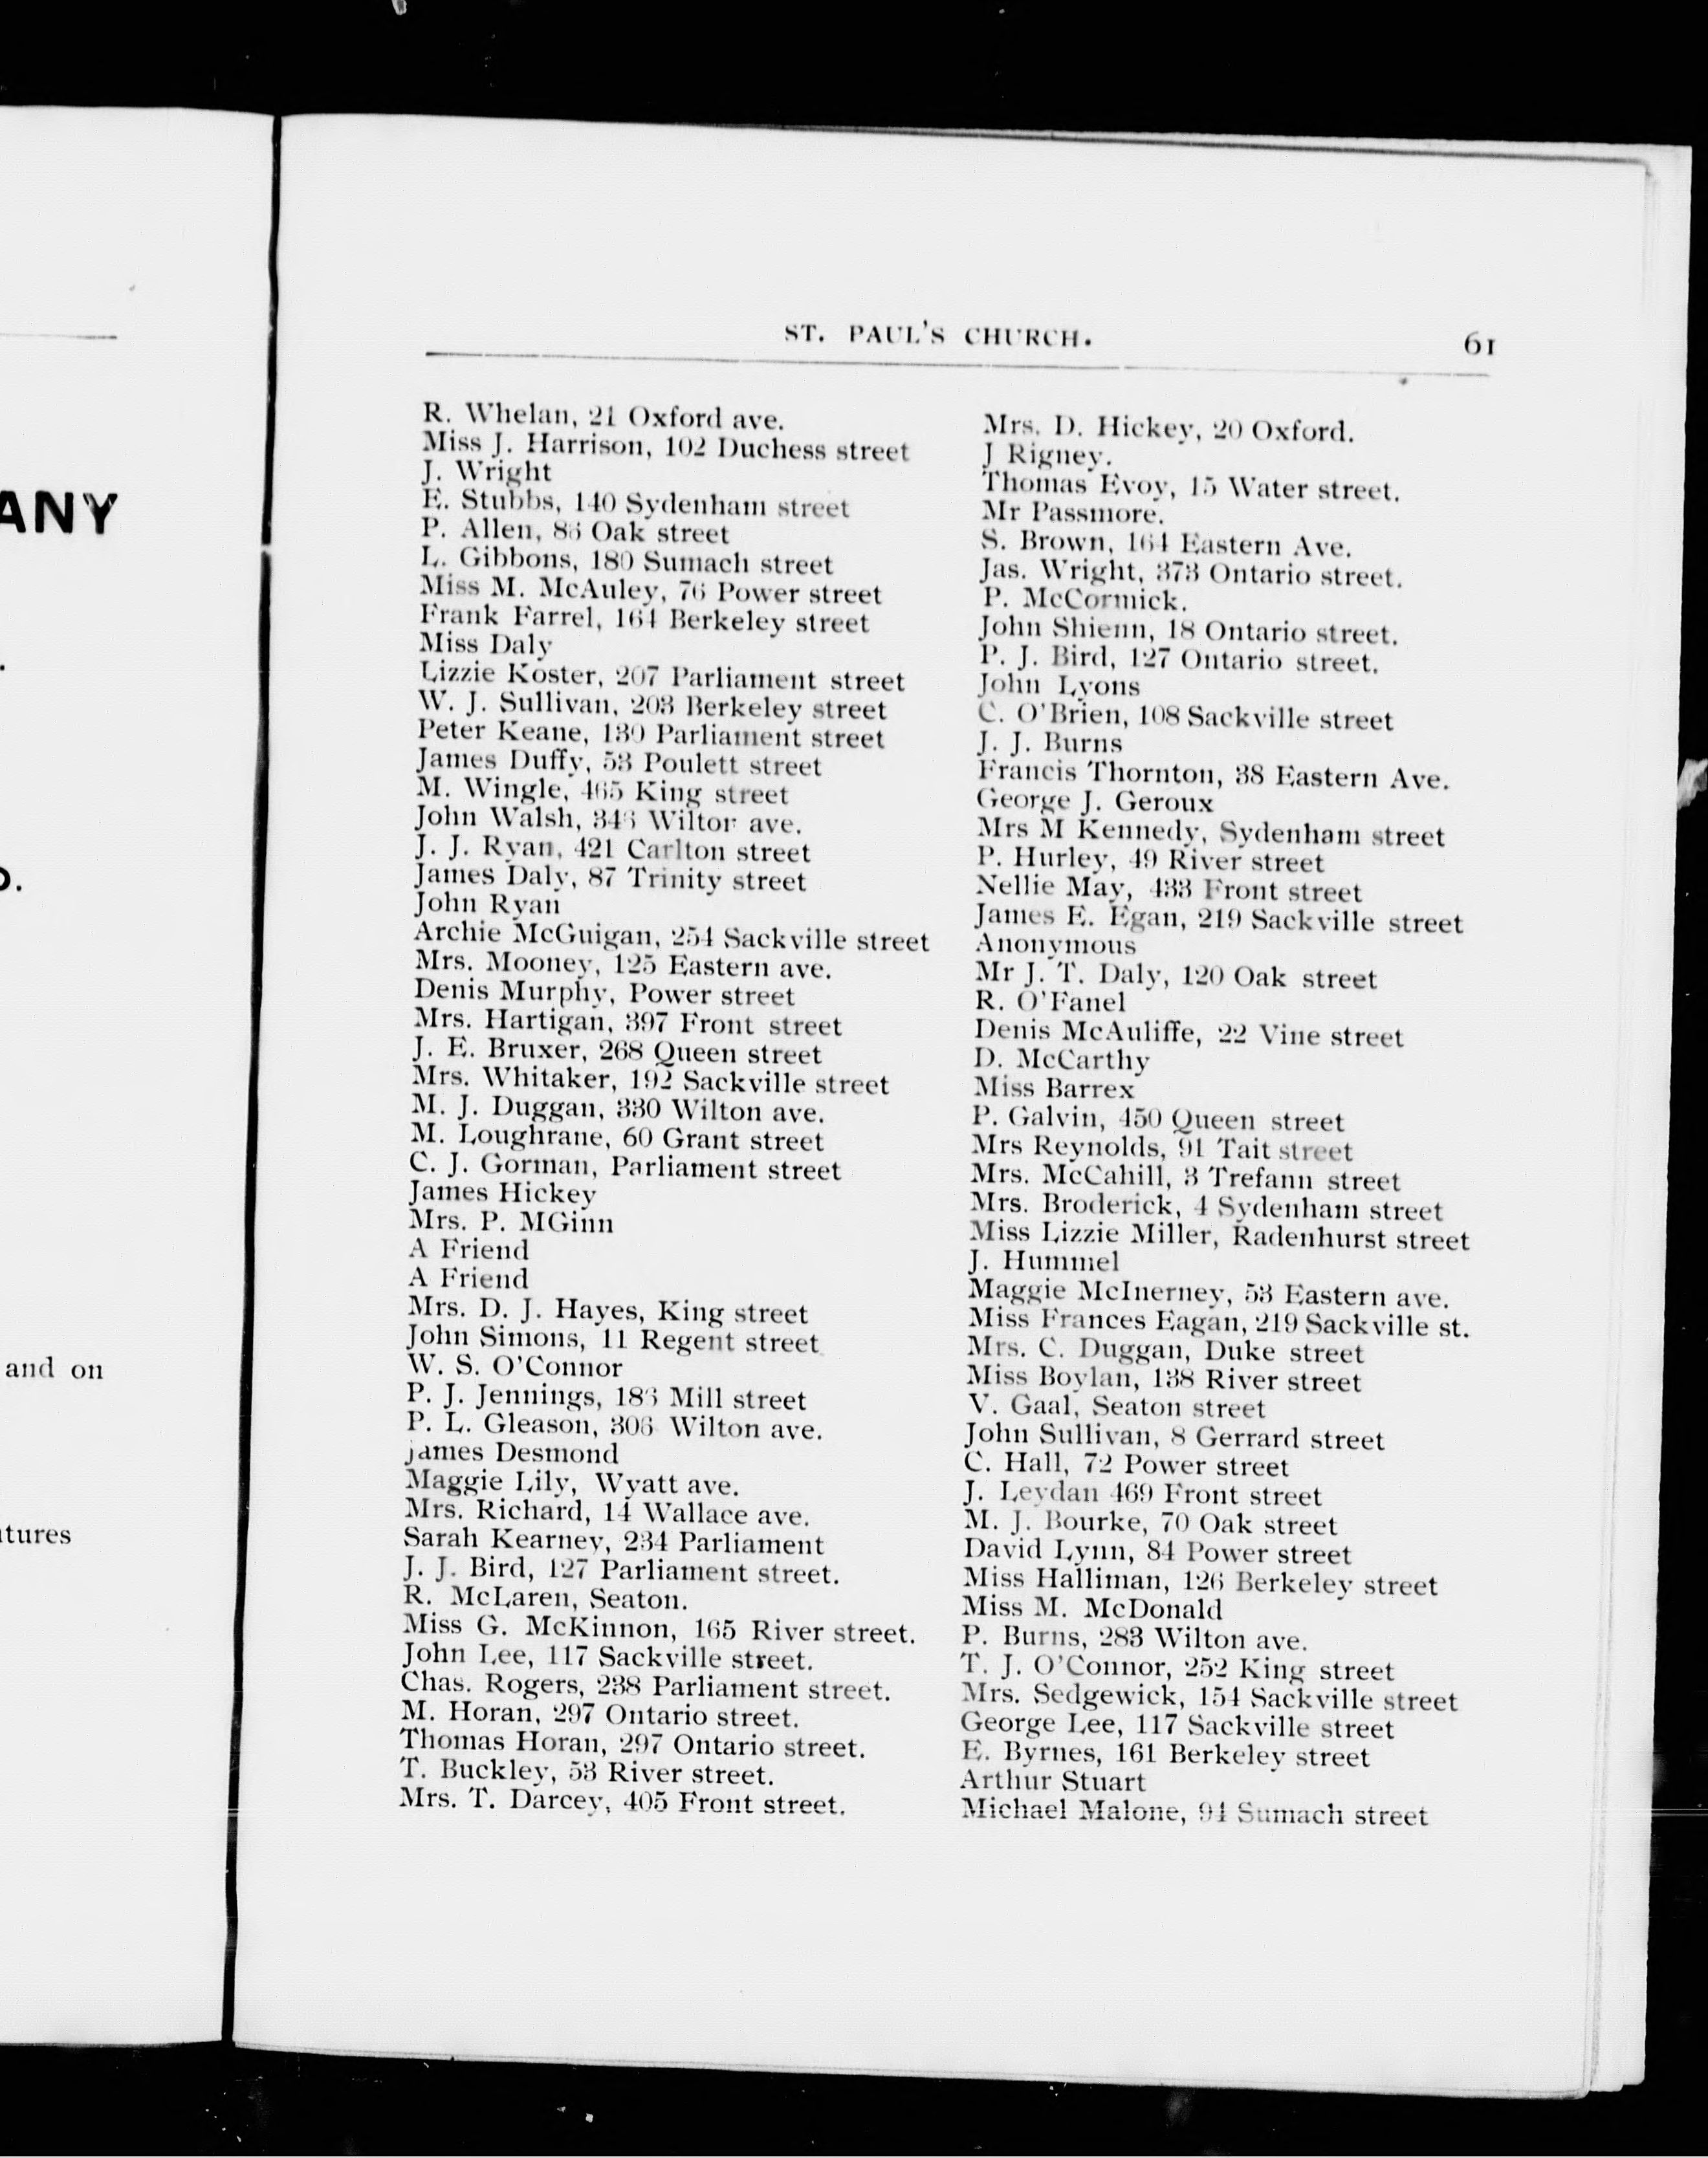 ANY
.
O.
and on
tures
ST. PAUL'S CHURCH.
61
R. Whelan, 21 Oxford ave.
Miss J. Harrison, 102 Duchess street
J. Wright
E. Stubbs, 140 Sydenham street
P. Allen, 86 Oak street
L. Gibbons, 180 Sumach street
Miss M. McAuley, 76 Power street
Frank Farrel, 164 Berkeley street
Miss Daly
Lizzie Koster, 207 Parliament street
W. J. Sullivan, 203 Berkeley street
Peter Keane, 130 Parliament street
James Duffy, 53 Poulett street
M. Wingle, 465 King street
John Walsh, 346 Wilton ave.
J. J. Ryan, 421 Carlton street
James Daly, 87 Trinity street
John Ryan
Archie McGuigan, 254 Sackville street
Mrs. Mooney, 125 Eastern ave.
Denis Murphy, Power street
Mrs. Hartigan, 397 Front street
J. E. Bruxer, 268 Queen street
Mrs. Whitaker, 192 Sackville street
M. J. Duggan, 330 Wilton ave.
M. Loughrane, 60 Grant street
C. J. Gorman, Parliament street
James Hickey
Mrs. P. MGinn
A Friend
A Friend
Mrs. D. J. Hayes, King street
John Simons, 11 Regent street
W. S. O'Connor
P. J. Jennings, 186 Mill street
P. L. Gleason, 306 Wilton ave.
james Desmond
Maggie Lily, Wyatt ave.
Mrs. Richard, 14 Wallace ave.
Sarah Kearney, 234 Parliament
J. J. Bird, 127 Parliament street.
R. McLaren, Seaton.
Miss G. McKinnon, 165 River street.
John Lee, 117 Sackville street.
Chas. Rogers, 238 Parliament street.
M. Horan, 297 Ontario street.
Thomas Horan, 297 Ontario street.
T. Buckley, 53 River street.
Mrs. T. Darcey, 405 Front street.
Mrs. D. Hickey, 20 Oxford.
J Rigney.
Thomas Evoy, 15 Water street.
Mr Passmore.
S. Brown, 164 Eastern Ave.
Jas. Wright, 373 Ontario street.
P. McCormick.
John Shienn, 18 Ontario street.
P. J. Bird, 127 Ontario street.
John Lyons
C. O'Brien, 108 Sackville street
J. J. Burns
Francis Thornton, 38 Eastern Ave.
George J. Geroux
Mrs M Kennedy, Sydenham street
P. Hurley, 49 River street
Nellie May, 433 Front street
James E. Egan, 219 Sackville street
Anonymous
Mr J. T. Daly, 120 Oak street
R. O'Fanel
Denis McAuliffe, 22 Vine street
D. McCarthy
Miss Barrex
P. Galvin, 450 Queen street
Mrs Reynolds, 91 Tait street
Mrs. McCahill, 3 Trefann street
Mrs. Broderick, 4 Sydenham street
Miss Lizzie Miller, Radenhurst street
J. Hummel
Maggie McInerney, 53 Eastern ave.
Miss Frances Eagan, 219 Sackville st.
Mrs. C. Duggan, Duke street
Miss Boylan, 138 River street
V. Gaal, Seaton street
John Sullivan, 8 Gerrard street
C. Hall, 72 Power street
J. Leydan 469 Front street
M. J. Bourke, 70 Oak street
David Lynn, 84 Power street
Miss Halliman, 126 Berkeley street
Miss M. McDonald
P. Burns, 283 Wilton ave.
T. J. O'Connor, 252 King street
Mrs. Sedgewick, 154 Sackville street
George Lee, 117 Sackville street
E. Byrnes, 161 Berkeley street
Arthur Stuart
Michael Malone, 94 Sumach street